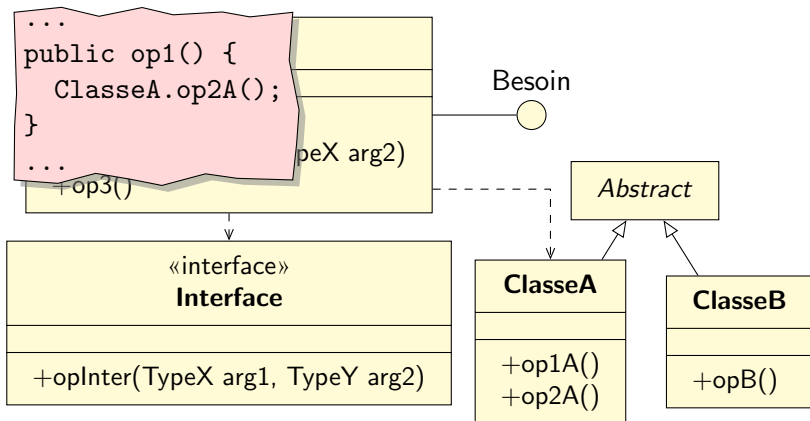 ...
public op1() {
ClasseA.op2A();
}
...
arg2)
+op3()
Besoin
Abstract
«interface»
Interface
+opInter(TypeX arg1, TypeY arg2)
ClasseA
+op1A()
+op2A()
ClasseB
+opB()